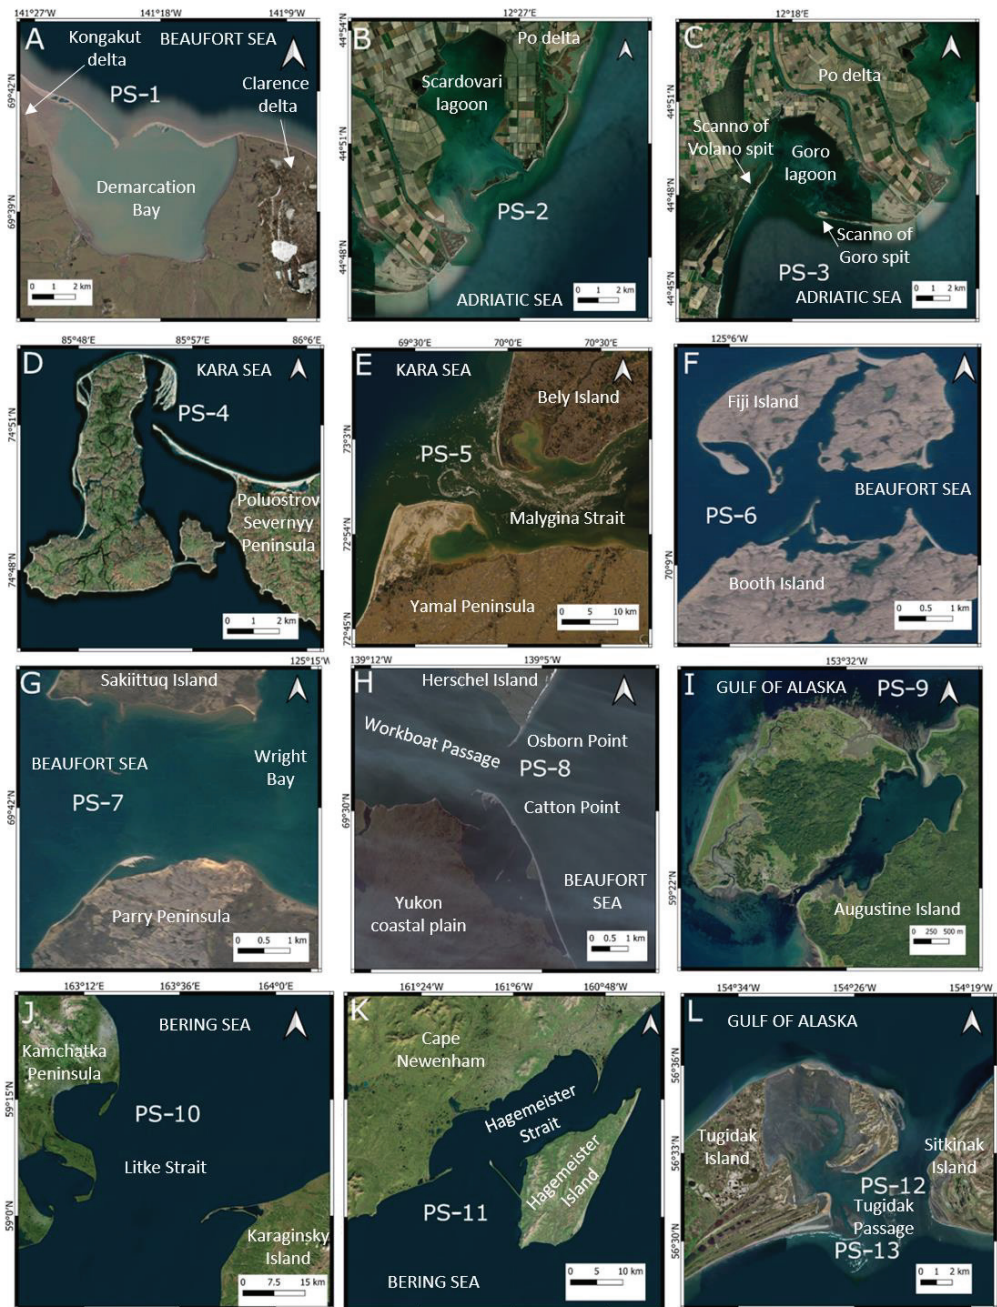 141°27'W 141°18'W 141°9'W
12°27'E
12°18'E
A
Kongakut
delta
BEAUFORT SEA
PS-1
Clarence
delta
Demarcation
Bay
69°42'N
69°39'N
0 1 2 km
B
Po delta
Scardovari
lagoon
PS-2
ADRIATIC SEA
44°54'N
44°51'N
44°48'N
0 1 2 km
C
Po delta
Scanno of
Volano spit
Goro
lagoon
Scanno of
Goro spit
PS-3
ADRIATIC SEA
44°51'N
44°48'N
44°45'N
0 1 2 km
85°48'E 85°57'E 86°6'E
69°30'E 70°0'E 70°30'E
125°6'W
D
KARA SEA
PS-4
Poluostrov
Severnyy
Peninsula
74°51'N
74°48'N
0 1 2 km
E
KARA SEA
Bely Island
PS-5
Malygina Strait
Yamal Peninsula
73°3'N
72°54'N
72°45'N
0 5 10 km
F
Fiji Island
BEAUFORT SEA
PS-6
Booth Island
70°9'N
0 0.5 1 km
125°15'W
139°12'W 139°5'W
153°32'W
G
Sakiittuq Island
BEAUFORT SEA
Wright
Bay
PS-7
Parry Peninsula
69°42'N
0 0.5 1 km
H
Herschel Island
Workboat Passage
Osborn Point
PS-8
Catton Point
BEAUFORT
SEA
Yukon
coastal plain
69°30'N
0 0.5 1 km
I
GULF OF ALASKA
PS-9
Augustine Island
59°22'N
0 250 500 m
163°12'E 163°36'E 164°0'E
161°24'W 161°6'W 160°48'W
154°34'W 154°26'W 154°19'W
J
BERING SEA
Kamchatka
Peninsula
PS-10
Litke Strait
Karaginsky
Island
59°15'N
59°0'N
0 7.5 15 km
K
Cape
Newenham
Hagemeister
Strait
Hagemeister
Island
PS-11
BERING SEA
0 5 10 km
L
GULF OF ALASKA
Tugidak
Island
Sitkinak
Island
PS-12
Tugidak
Passage
PS-13
56°36'N
56°33'N
56°30'N
0 1 2 km